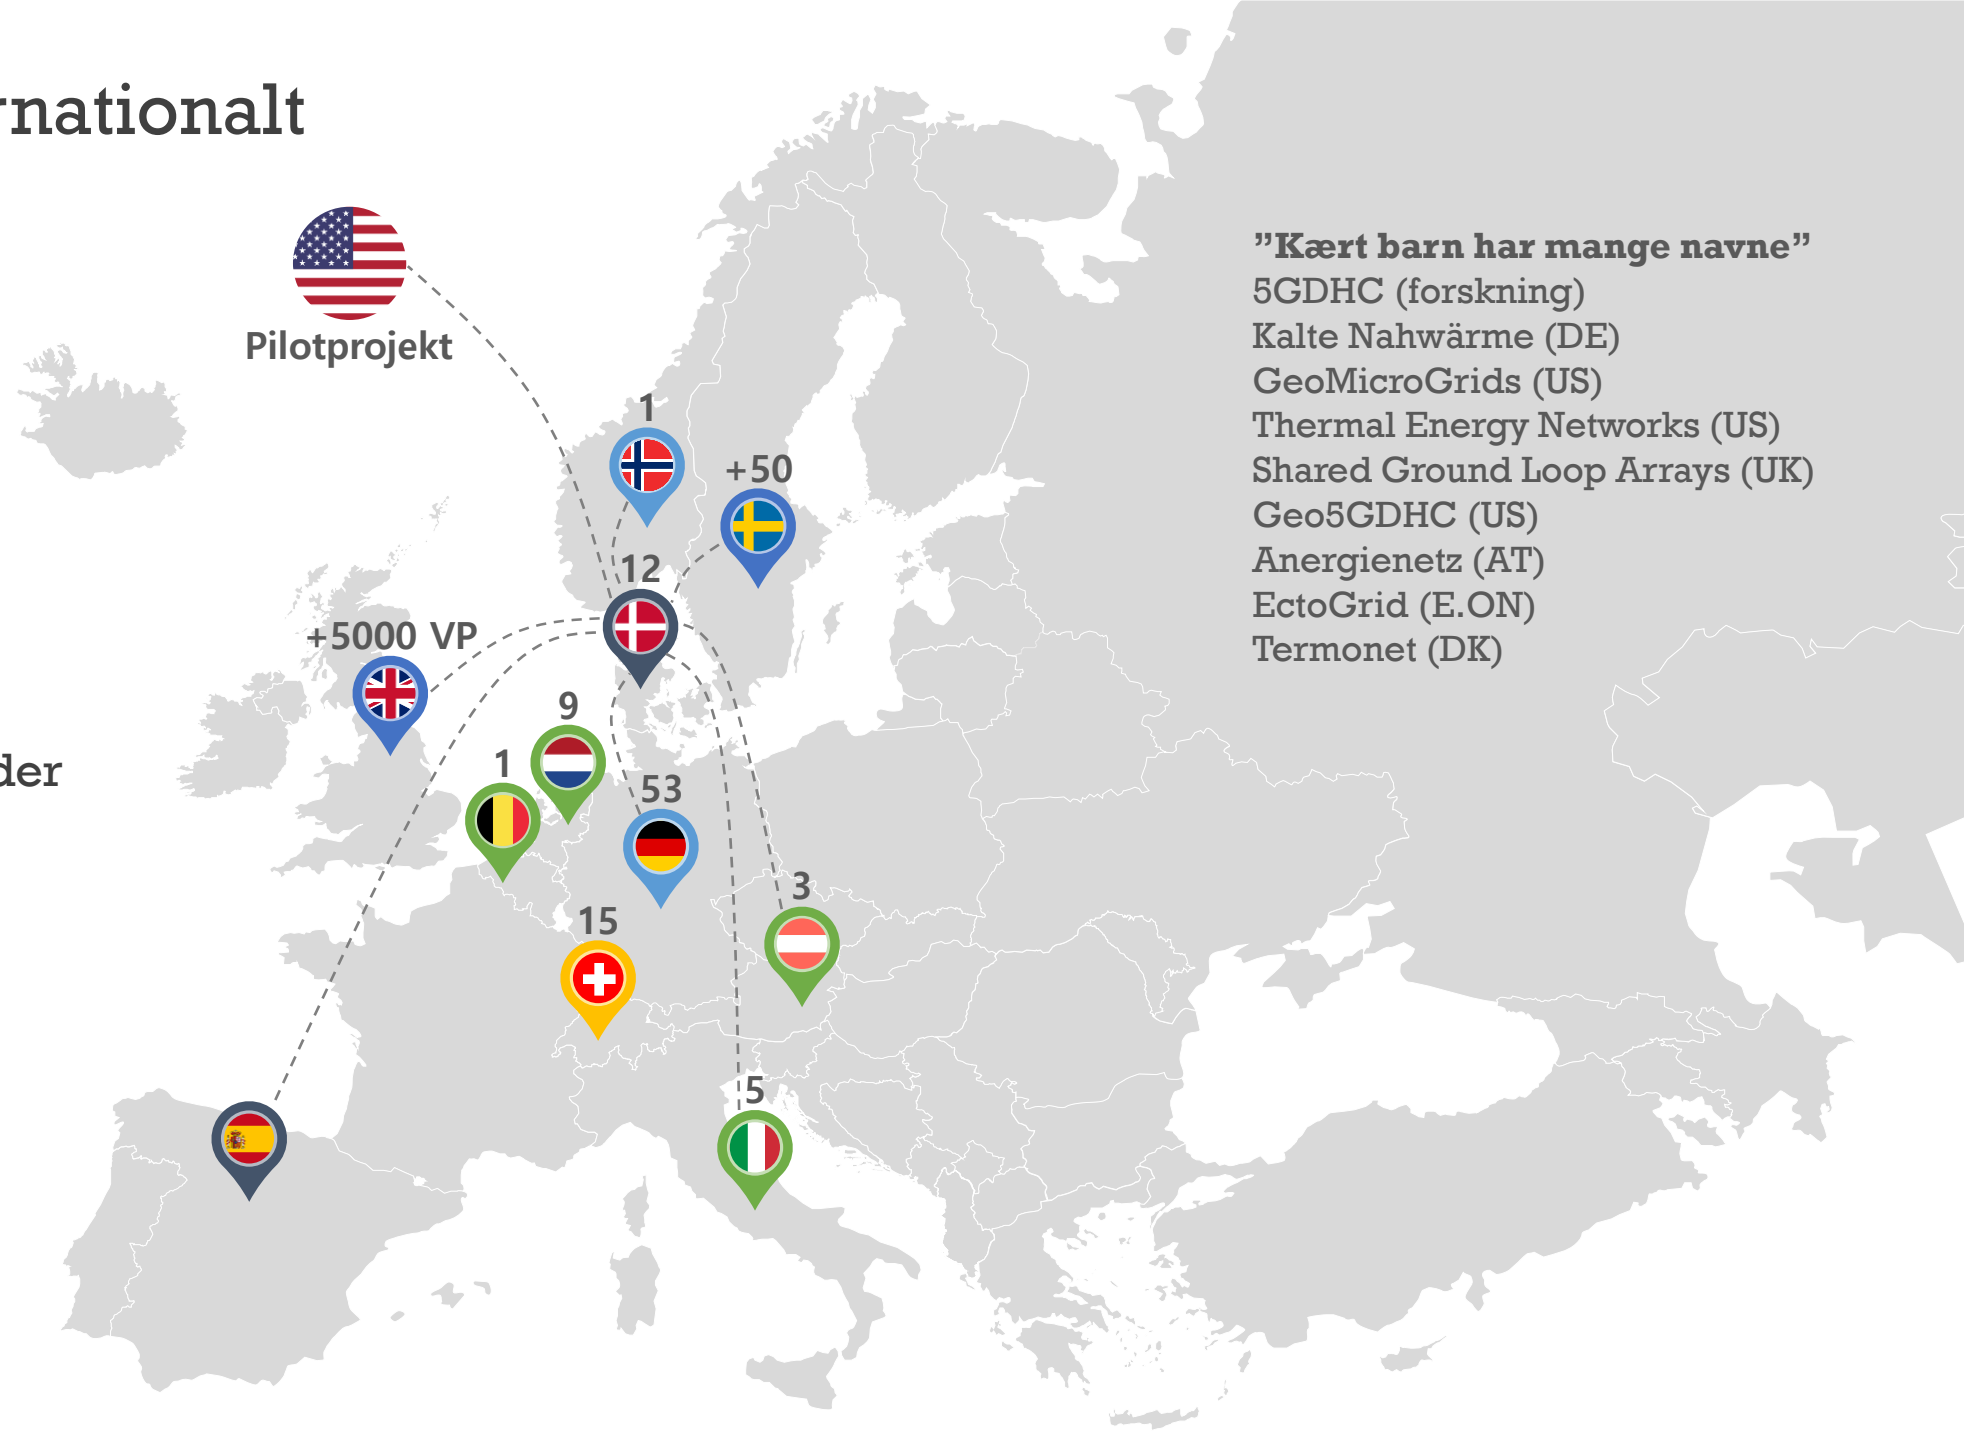 rnationalt
Pilotprojekt
1
+50
12
+5000 VP
9
1
53
3
15
5
der
”Kært barn har mange navne”
5GDHC (forskning)
Kalte Nahwärme (DE)
GeoMicroGrids (US)
Thermal Energy Networks (US)
Shared Ground Loop Arrays (UK)
Geo5GDHC (US)
Anergienetz (AT)
EctoGrid (E.ON)
Termonet (DK)